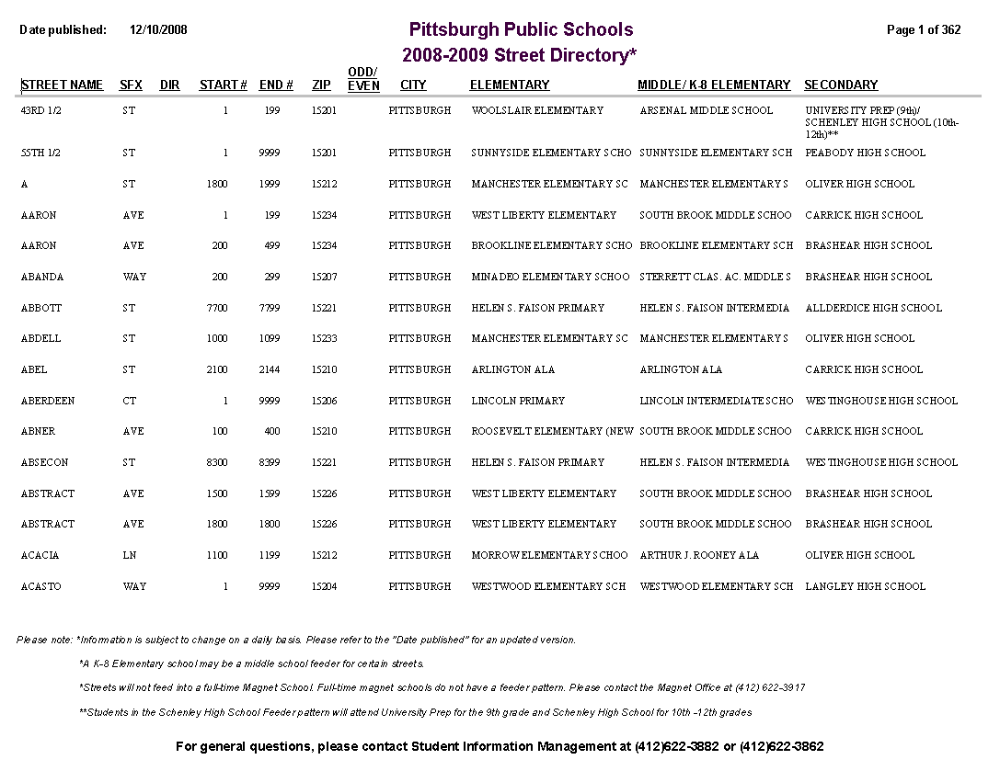 Date published: 12/10/2008 Pittsburgh Public Schools Page 1 of 362
2008-2009 Street Directory*
STREET NAME SFX DIR START # END # ZIP ODD/ EVEN CITY ELEMENTARY MIDDLE/ K-8 ELEMENTARY SECONDARY
43RD 1/2 ST 1 199 15201 PITTSBURGH WOOLSLAIR ELEMENTARY ARSENAL MIDDLE SCHOOL UNIVERSITY PREP (9th)/
SCHENLEY HIGH SCHOOL (10th-
12th)**
55TH 1/2 ST 1 9999 15201 PITTSBURGH SUNNYSIDE ELEMENTARY SCHO SUNNYSIDE ELEMENTARY SCH PEABODY HIGH SCHOOL
A ST 1800 1999 15212 PITTSBURGH MANCHESTER ELEMENTARY SC MANCHESTER ELEMENTARY S OLIVER HIGH SCHOOL
AARON AVE 1 199 15234 PITTSBURGH WEST LIBERTY ELEMENTARY SOUTH BROOK MIDDLE SCHOO CARRICK HIGH SCHOOL
AARON AVE 200 499 15234 PITTSBURGH BROOKLINE ELEMENTARY SCHO BROOKLINE ELEMENTARY SCH BRASHEAR HIGH SCHOOL
ABANDA WAY 200 299 15207 PITTSBURGH MINADEO ELEMENTARY SCHOO STERRETT CLAS. AC. MIDDLE S BRASHEAR HIGH SCHOOL
ABBOTT ST 7700 7799 15221 PITTSBURGH HELEN S. FAISON PRIMARY HELEN S. FAISON INTERMEDIA ALLDERDICE HIGH SCHOOL
ABDELL ST 1000 1099 15233 PITTSBURGH MANCHESTER ELEMENTARY SC MANCHESTER ELEMENTARY S OLIVER HIGH SCHOOL
ABEL ST 2100 2144 15210 PITTSBURGH ARLINGTON ALA ARLINGTON ALA CARRICK HIGH SCHOOL
ABERDEEN CT 1 9999 15206 PITTSBURGH LINCOLN PRIMARY LINCOLN INTERMEDIATE SCHO WESTINGHOUSE HIGH SCHOOL
ABNER AVE 100 400 15210 PITTSBURGH ROOSEVELT ELEMENTARY (NEW SOUTH BROOK MIDDLE SCHOO CARRICK HIGH SCHOOL
ABSECON ST 8300 8399 15221 PITTSBURGH HELEN S. FAISON PRIMARY HELEN S. FAISON INTERMEDIA WESTINGHOUSE HIGH SCHOOL
ABSTRACT AVE 1500 1599 15226 PITTSBURGH WEST LIBERTY ELEMENTARY SOUTH BROOK MIDDLE SCHOO BRASHEAR HIGH SCHOOL
ABSTRACT AVE 1800 1800 15226 PITTSBURGH WEST LIBERTY ELEMENTARY SOUTH BROOK MIDDLE SCHOO BRASHEAR HIGH SCHOOL
ACACIA LN 1100 1199 15212 PITTSBURGH MORROW ELEMENTARY SCHOO ARTHUR J. ROONEY ALA OLIVER HIGH SCHOOL
ACASTO WAY 1 9999 15204 PITTSBURGH WESTWOOD ELEMENTARY SCH WESTWOOD ELEMENTARY SCH LANGLEY HIGH SCHOOL
Please note: *Information is subject to change on a daily basis. Please refer to the "Date published" for an updated version.
*A K-8 Elementary school may be a middle school feeder for certain streets.
*Streets will not feed into a full-time Magnet School. Full-time magnet schools do not have a feeder pattern. Please contact the Magnet Office at (412) 622-3917
**Students in the Schenley High School Feeder pattern will attend University Prep for the 9th grade and Schenley High School for 10th -12th grades
For general questions, please contact Student Information Management at (412)622-3882 or (412)622-3862